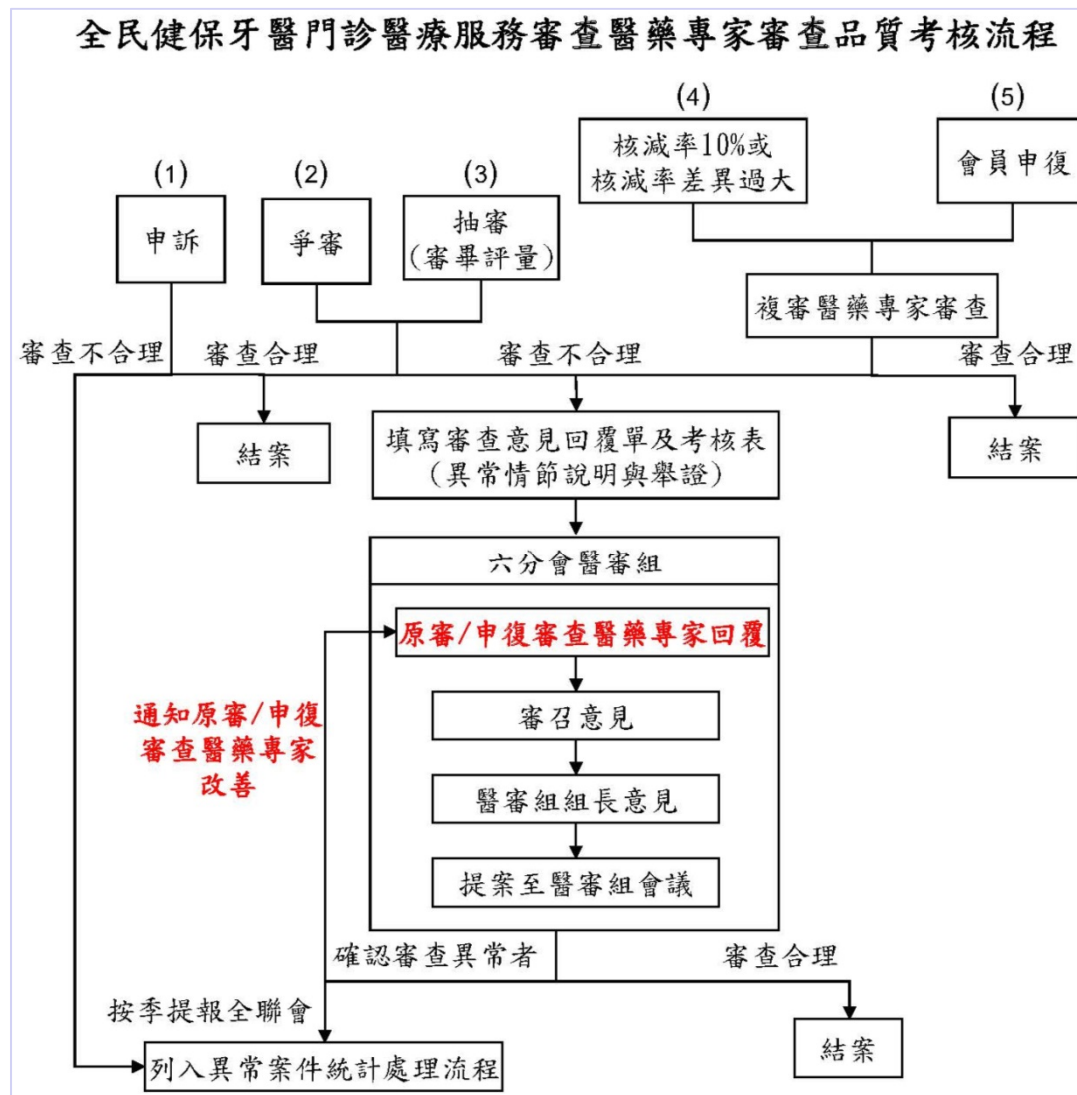 全民健保牙醫門診醫療服務審查醫藥專家審查品質考核流程
(1)
申訴
(2)
爭審
(3)
抽審
(審畢評量)
(4)
核減率10%或
核減率差異過大
(5)
會員申復
複審醫藥專家審查
審查不合理
審查合理
審查不合理
審查合理
結案
填寫審查意見回覆單及考核表
(異常情節說明與舉證)
結案
六分會醫審組
原審/申復審查醫藥專家回覆
審召意見
醫審組組長意見
提案至醫審組會議
通知原審/申復
審查醫藥專家
改善
確認審查異常者
審查合理
按季提報全聯會
列入異常案件統計處理流程
結案